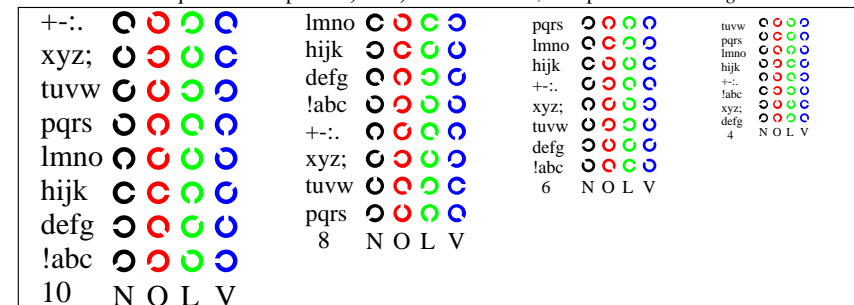 +-:.
xyz;
tuvw
pqrs
lmno
hijk
defg
!abc
10 N O L V
lmno
hijk
defg
!abc
+-:.
xyz;
tuvw
pqrs
8 N O L V
pqrs
lmno
hijk
+-:.
xyz;
tuvw
defg
!abc
6 N O L V
tuvw
pqrs
lmno
hijk
+-:.
!abc
xyz;
defg
4 N O L V